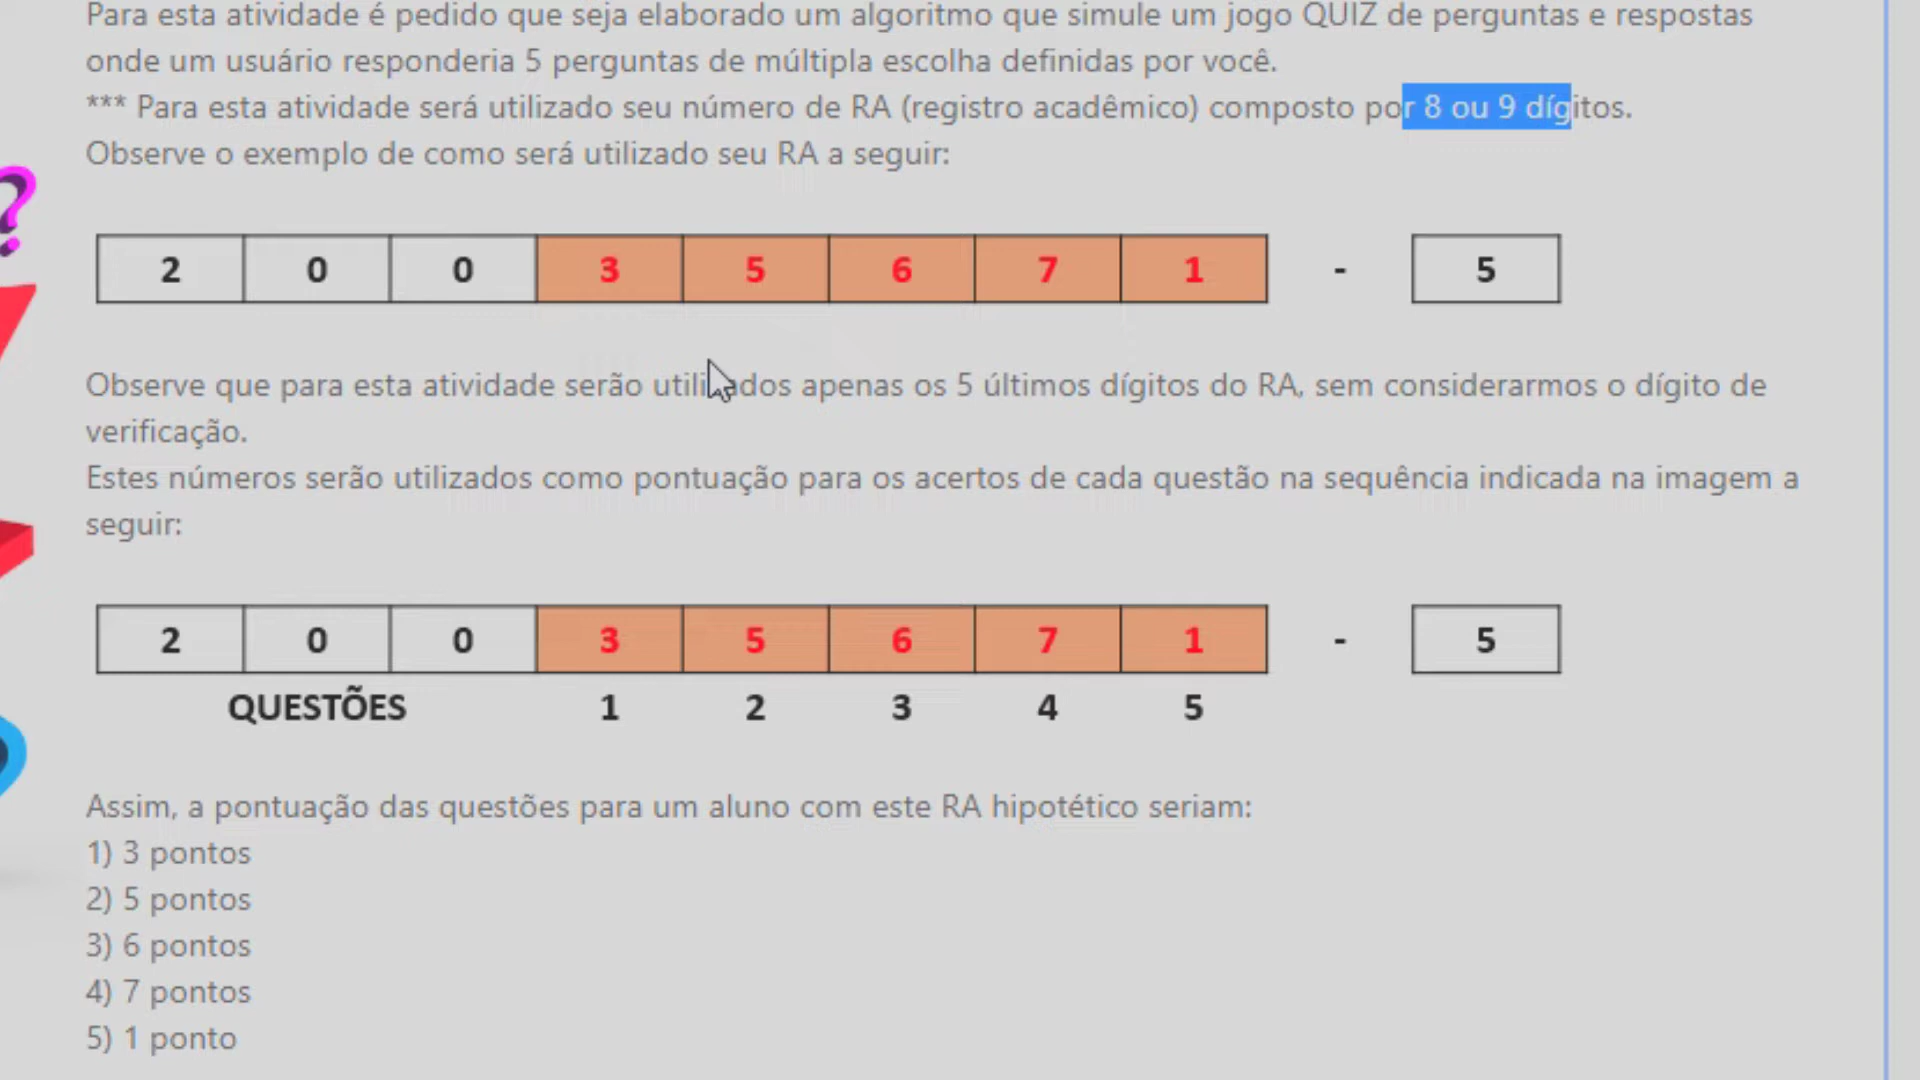 Para esta atividade é pedido que seja elaborado um algoritmo que simule um jogo QUIZ de perguntas e respostas
onde um usuário responderia 5 perguntas de múltipla escolha definidas por você.
*** Para esta atividade será utilizado seu número de RA (registro acadêmico) composto por 8 ou 9 dígitos.
Observe o exemplo de como será utilizado seu RA a seguir:
2 0 0 3 5 6 7 1 - 5
Observe que para esta atividade serão utilizados apenas os 5 últimos dígitos do RA, sem considerarmos o dígito de
verificação.
Estes números serão utilizados como pontuação para os acertos de cada questão na sequência indicada na imagem a
seguir:
2 0 0 3 5 6 7 1 - 5
QUESTÕES 1 2 3 4 5
Assim, a pontuação das questões para um aluno com este RA hipotético seriam:
1) 3 pontos
2) 5 pontos
3) 6 pontos
4) 7 pontos
5) 1 ponto